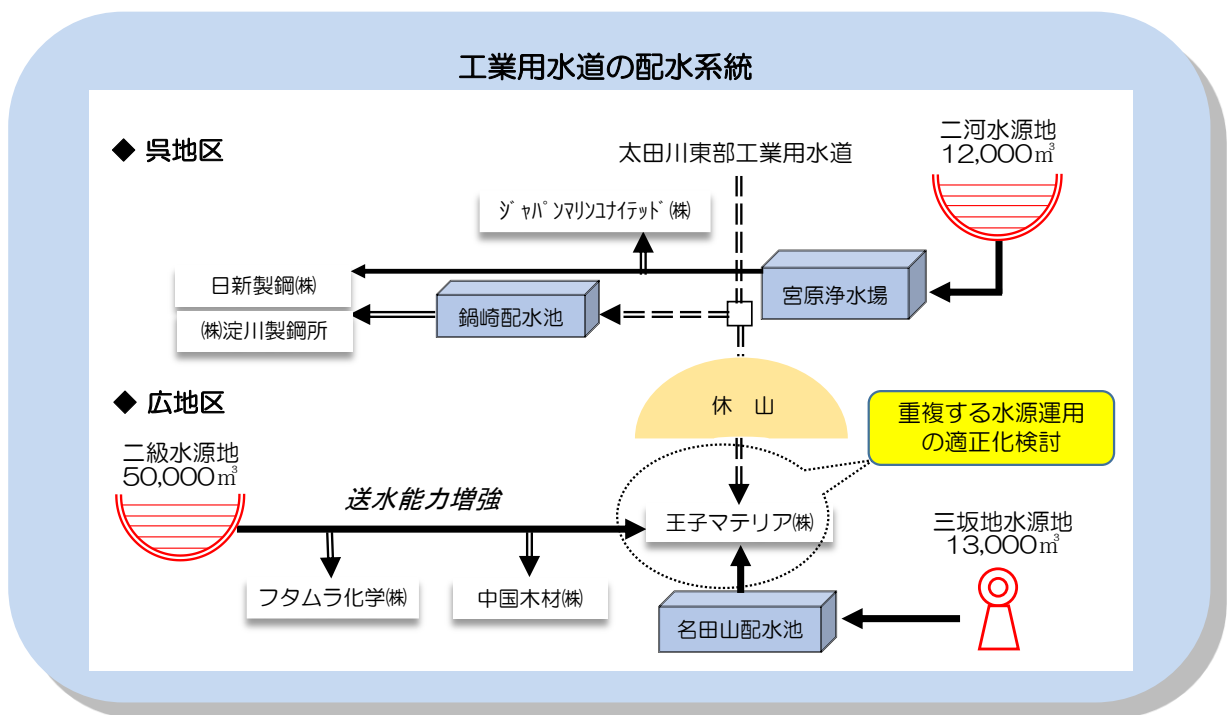 工業用水道の配水系統
◆ 呉地区
二河水源地
12,000㎥
太田川東部工業用水道
ｼﾞｬﾊﾟﾝﾏﾘﾝﾕﾅｲﾃｯﾄﾞ㈱
日新製鋼㈱
宮原浄水場
鍋崎配水池
㈱淀川製鋼所
◆ 広地区
休 山
重複する水源運用
の適正化検討
二級水源地
50,000㎥
送水能力増強
王子マテリア㈱
三坂地水源地
13,000㎥
フタムラ化学㈱
中国木材㈱
名田山配水池